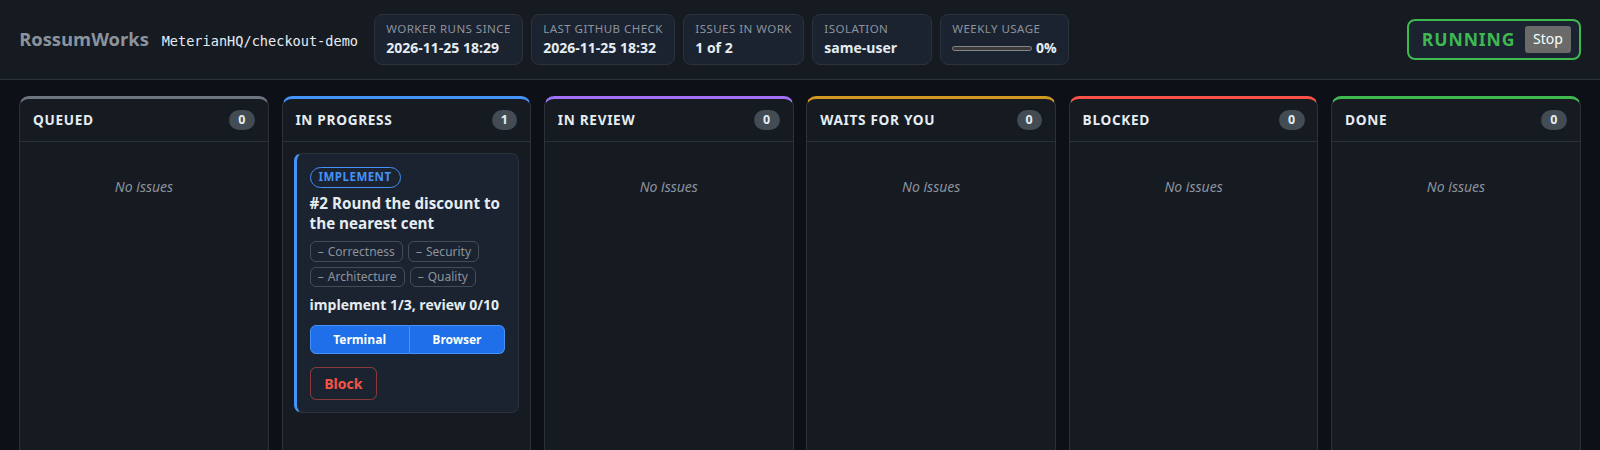 RossumWorks MeterianHQ/checkout-demo
WORKER RUNS SINCE
2026-11-25 18:29
LAST GITHUB CHECK
2026-11-25 18:32
ISSUES IN WORK
1 of 2
ISOLATION
same-user
WEEKLY USAGE
0%
RUNNING Stop
QUEUED 0
No Issues
IN PROGRESS 1
IMPLEMENT
#2 Round the discount to
the nearest cent
– Correctness – Security
– Architecture – Quality
implement 1/3, review 0/10
Terminal Browser
Block
IN REVIEW 0
No Issues
WAITS FOR YOU 0
No Issues
BLOCKED 0
No Issues
DONE 0
No Issues